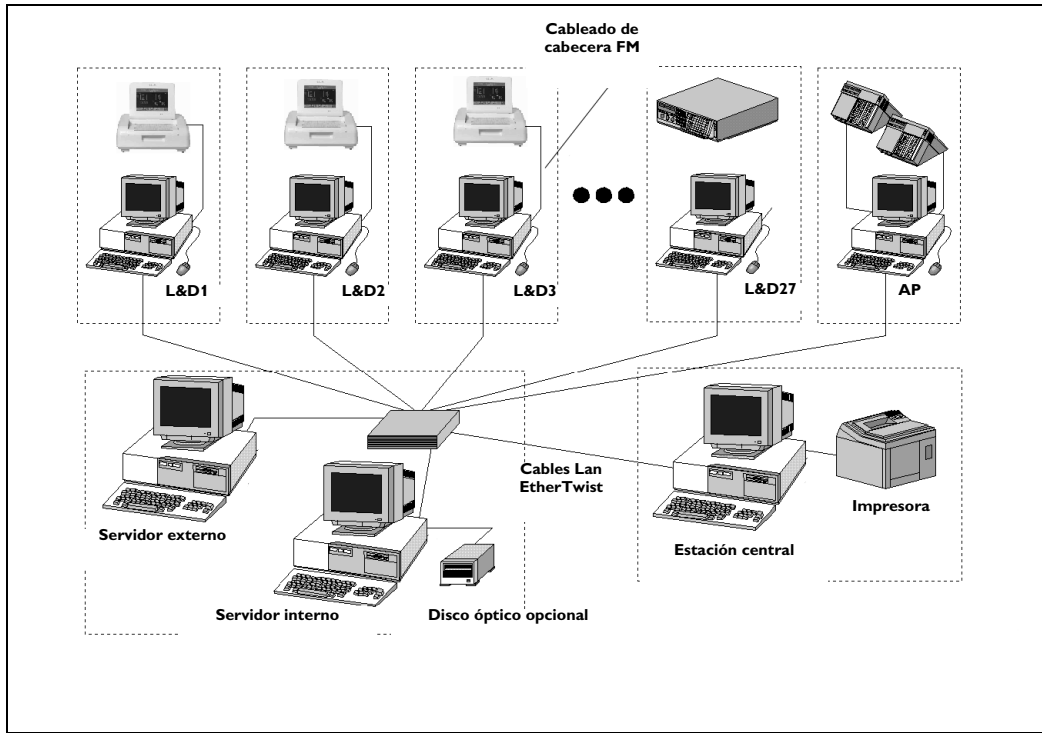 Cableado de
cabecera FM
L&D1
L&D2
L&D3
L&D27
AP
Cables Lan
EtherTwist
Servidor externo
Impresora
Estación central
Servidor interno
Disco óptico opcional